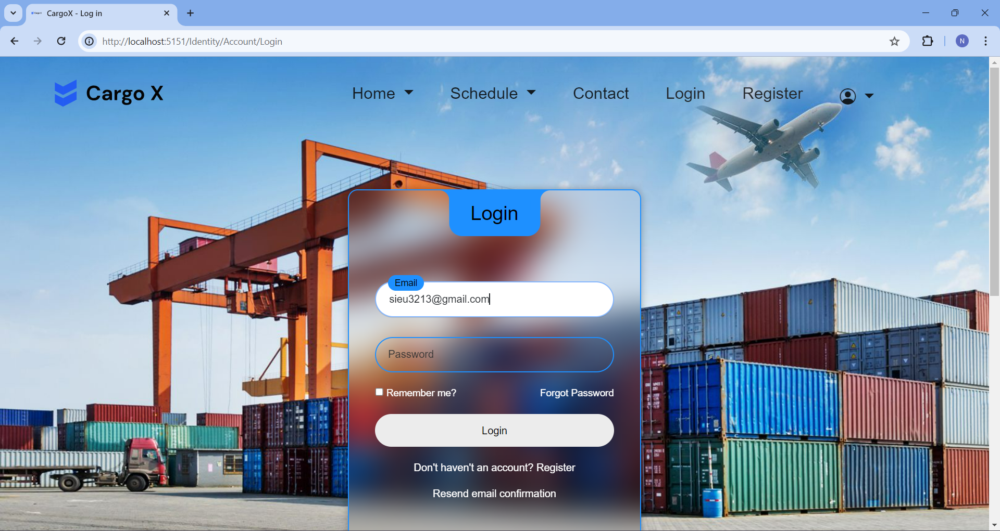 CargoX - Log in
http://localhost:5151/Identity/Account/Login
N
Cargo X
Home
Schedule
Contact
Login
Register
Login
Email
sieu3213@gmail.com
Password
Remember me?
Forgot Password
Login
Don't haven't an account? Register
Resend email confirmation